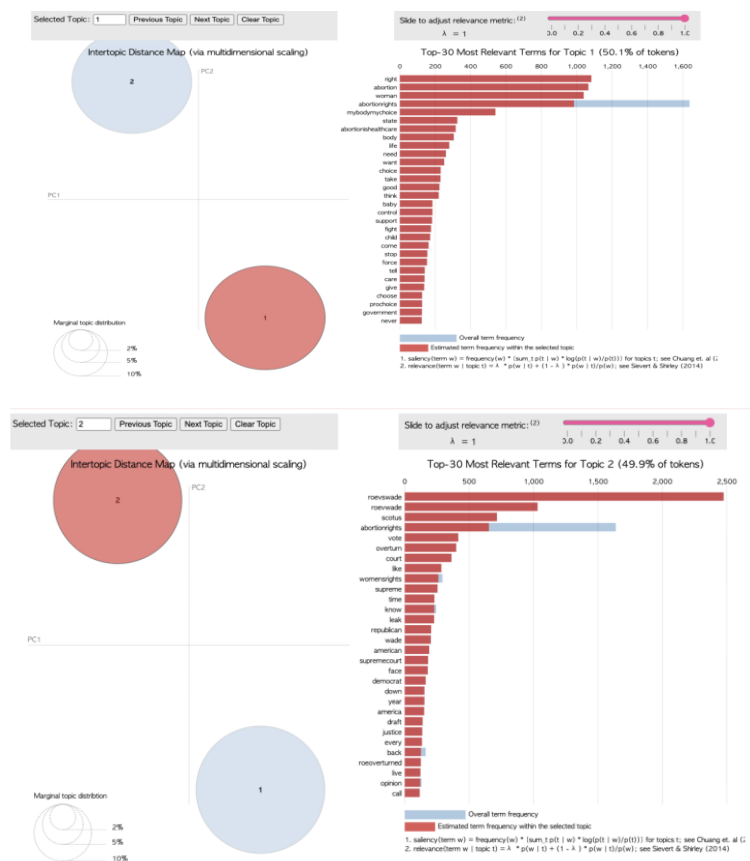 Selected Topic: 1 Previous Topic Next Topic Clear Topic
Slide to adjust relevance metric:(2)
λ = 1
0.0 0.2 0.4 0.6 0.8 1.0
Intertopic Distance Map (via multidimensional scaling)
PC2
PC1
2
1
Marginal topic distribution
2%
5%
10%
Top-30 Most Relevant Terms for Topic 1 (50.1% of tokens)
0 200 400 600 800 1,000 1,200 1,400 1,600
right
abortion
woman
abortionrights
mybodymychoice
state
abortionishealthcare
body
life
need
want
choice
take
good
think
baby
control
support
fight
child
come
stop
force
tell
care
give
choose
prochoice
government
never
Overall term frequency
Estimated term frequency within the selected topic
1. saliency(term w) = frequency(w) * [sum_t p(t | w) * log(p(t | w)/p(t))] for topics t; see Chuang et. al (2
2. relevance(term w | topic t) = λ * p(w | t) + (1 - λ) * p(w | t)/p(w); see Sievert & Shirley (2014)
Selected Topic: 2 Previous Topic Next Topic Clear Topic
Slide to adjust relevance metric:(2)
λ = 1
0.0 0.2 0.4 0.6 0.8 1.0
Intertopic Distance Map (via multidimensional scaling)
PC2
PC1
2
1
Marginal topic distribtion
2%
5%
10%
Top-30 Most Relevant Terms for Topic 2 (49.9% of tokens)
0 500 1,000 1,500 2,000 2,500
roevswade
roevwade
scotus
abortionrights
vote
overturn
court
like
womensrights
supreme
time
know
leak
republican
wade
american
supremecourt
face
democrat
down
year
america
draft
justice
every
back
roeoverturned
live
opinion
call
Overall term frequency
Estimated term frequency within the selected topic
1. saliency(term w) = frequency(w) * [sum_t p(t | w) * log(p(t | w)/p(t))] for topics t; see Chuang et. al (2
2. relevance(term w | topic t) = λ * p(w | t) + (1 - λ) * p(w | t)/p(w); see Sievert & Shirley (2014)